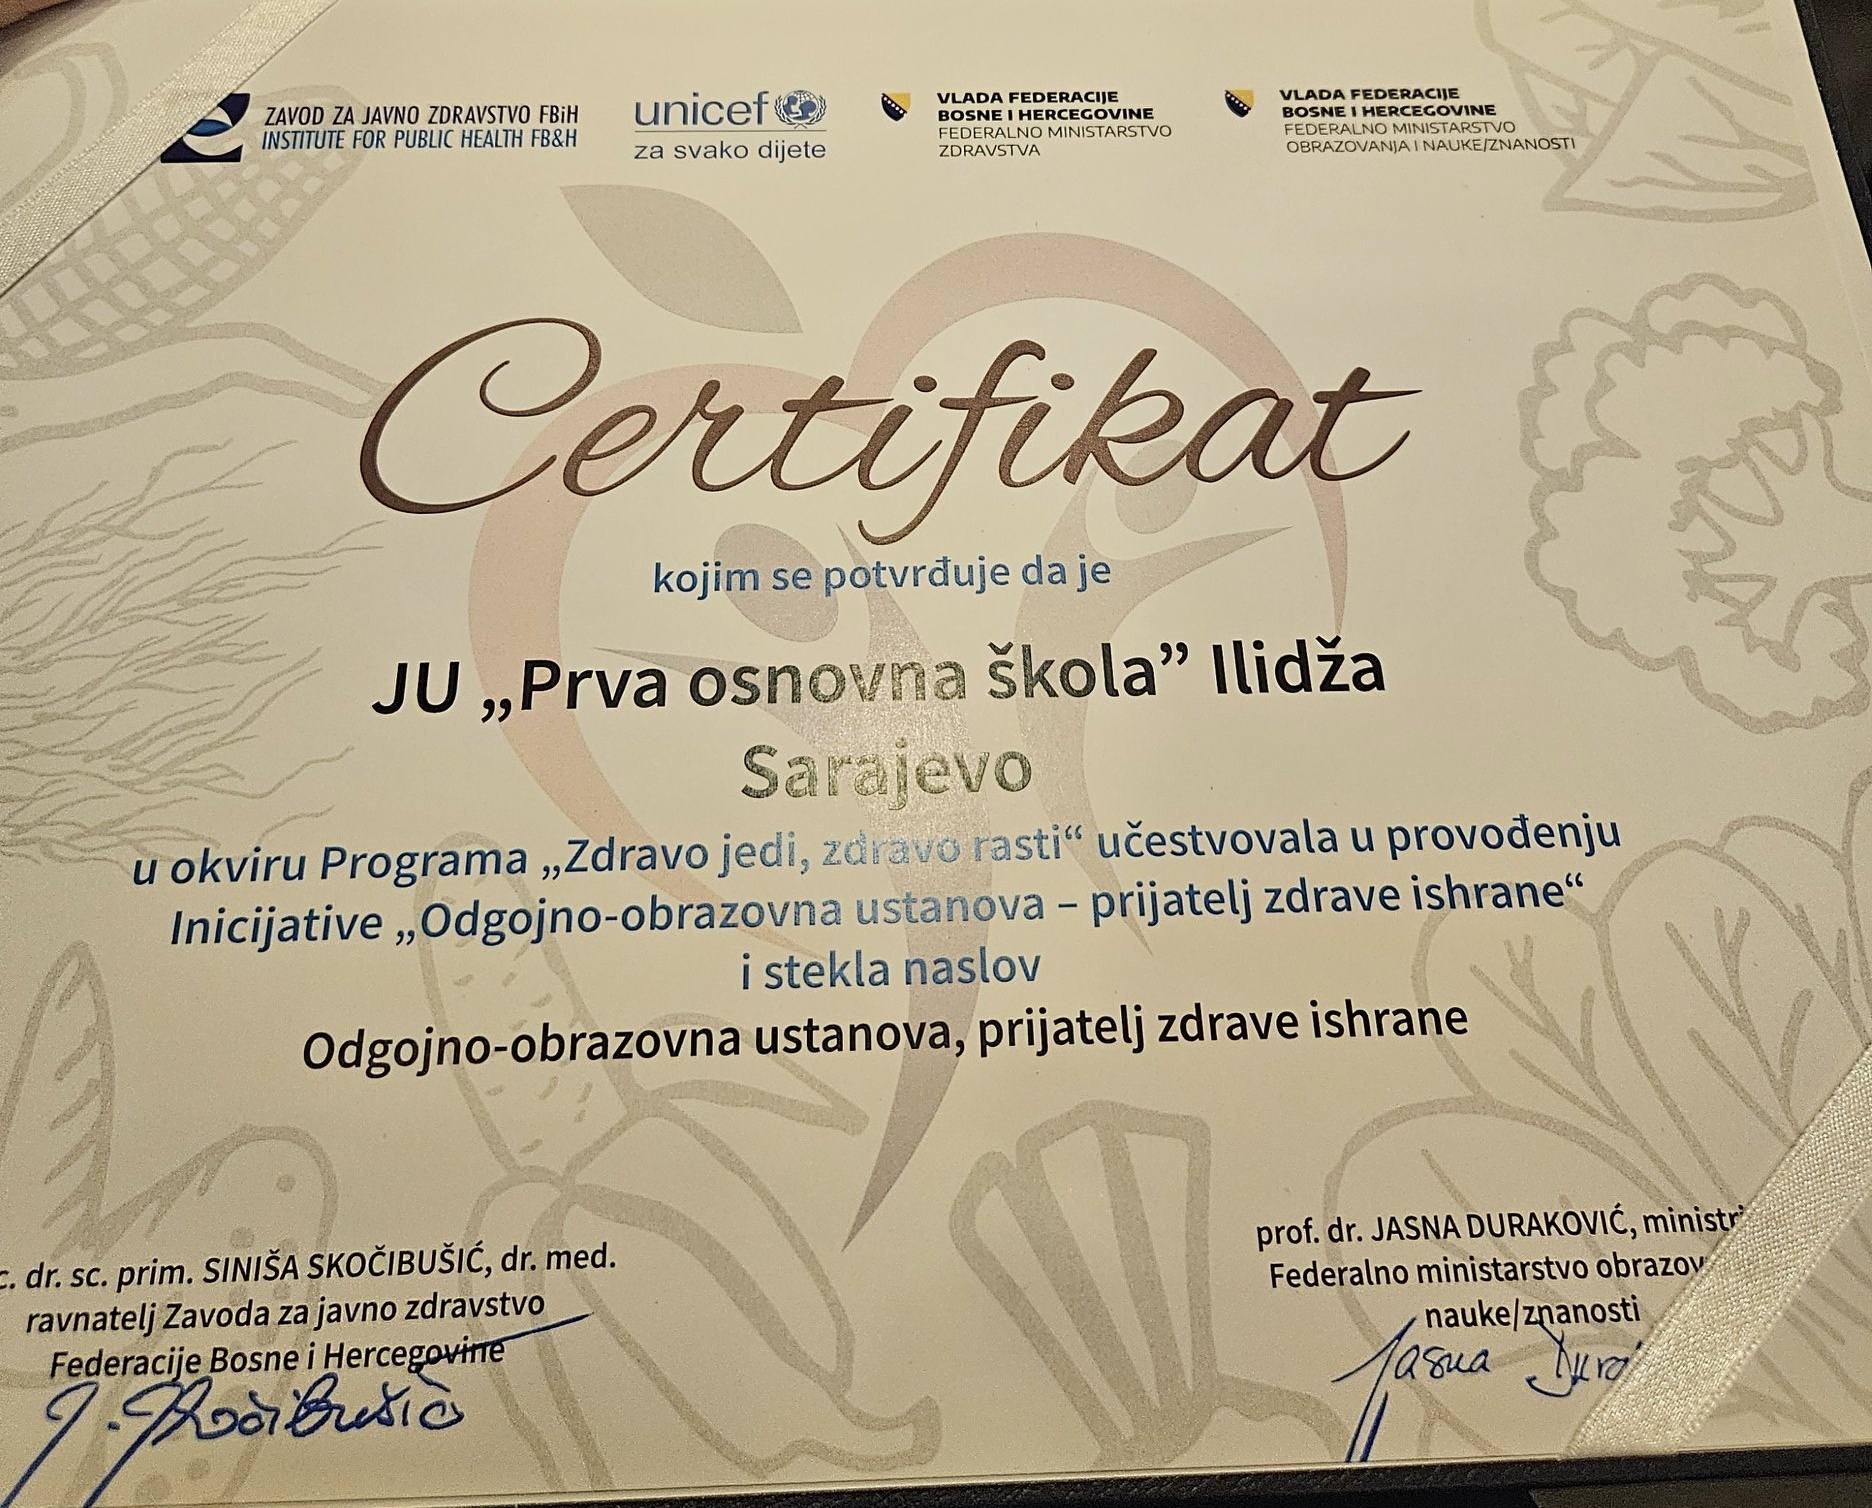 ZAVOD ZA JAVNO ZDRAVSTVO FBiH
INSTITUTE FOR PUBLIC HEALTH FB&H
unicef
za svako dijete
VLADA FEDERACIJE
BOSNE I HERCEGOVINE
FEDERALNO MINISTARSTVO
ZDRAVSTVA
VLADA FEDERACIJE
BOSNE I HERCEGOVINE
FEDERALNO MINISTARSTVO
OBRAZOVANJA I NAUKE/ZNANOSTI
Certifikat
kojim se potvrđuje da je
JU „Prva osnovna škola” Ilidža
Sarajevo
u okviru Programa „Zdravo jedi, zdravo rasti“ učestvovala u provođenju
Inicijative „Odgojno-obrazovna ustanova – prijatelj zdrave ishrane“
i stekla naslov
Odgojno-obrazovna ustanova, prijatelj zdrave ishrane
dr. sc. prim. SINIŠA SKOČIBUŠIĆ, dr. med.
ravnatelj Zavoda za javno zdravstvo
Federacije Bosne i Hercegovine
S. Skočibušić
prof. dr. JASNA DURAKOVIĆ,
Federalno ministarstvo
nauke/znanosti
Jasna